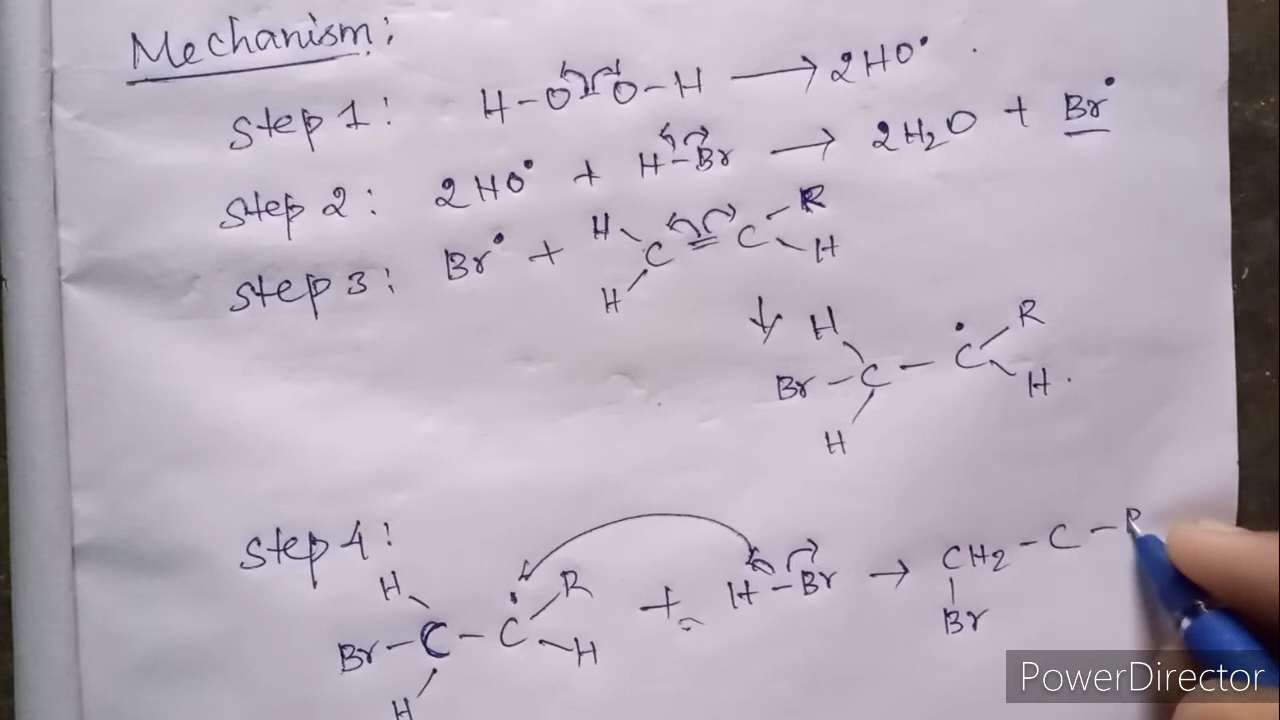 Mechanism:
Step 1: H-O O-H → 2HO•
Step 2: 2HO• + H-Br → 2H2O + Br•
Step 3: Br• + H C = C R
H H
↓ H • R
Br - C - C
H H.
Step 4:
H • R + H-Br → CH2 - C - R
Br - C - C - H Br
H
PowerDirector